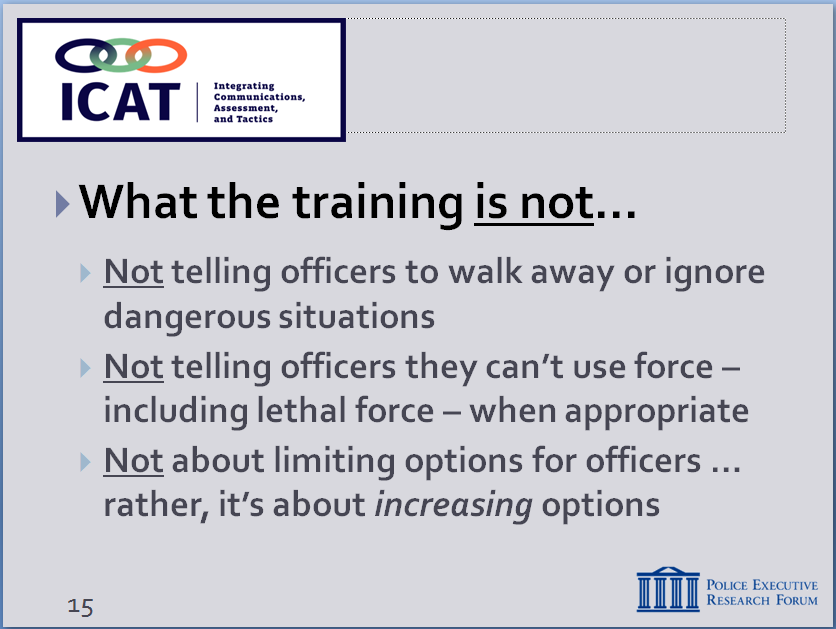 ICAT
Integrating
Communications,
Assessment,
and Tactics
What the training is not...
Not telling officers to walk away or ignore
dangerous situations
Not telling officers they can't use force –
including lethal force – when appropriate
Not about limiting options for officers ...
rather, it's about increasing options
15
POLICE EXECUTIVE
RESEARCH FORUM